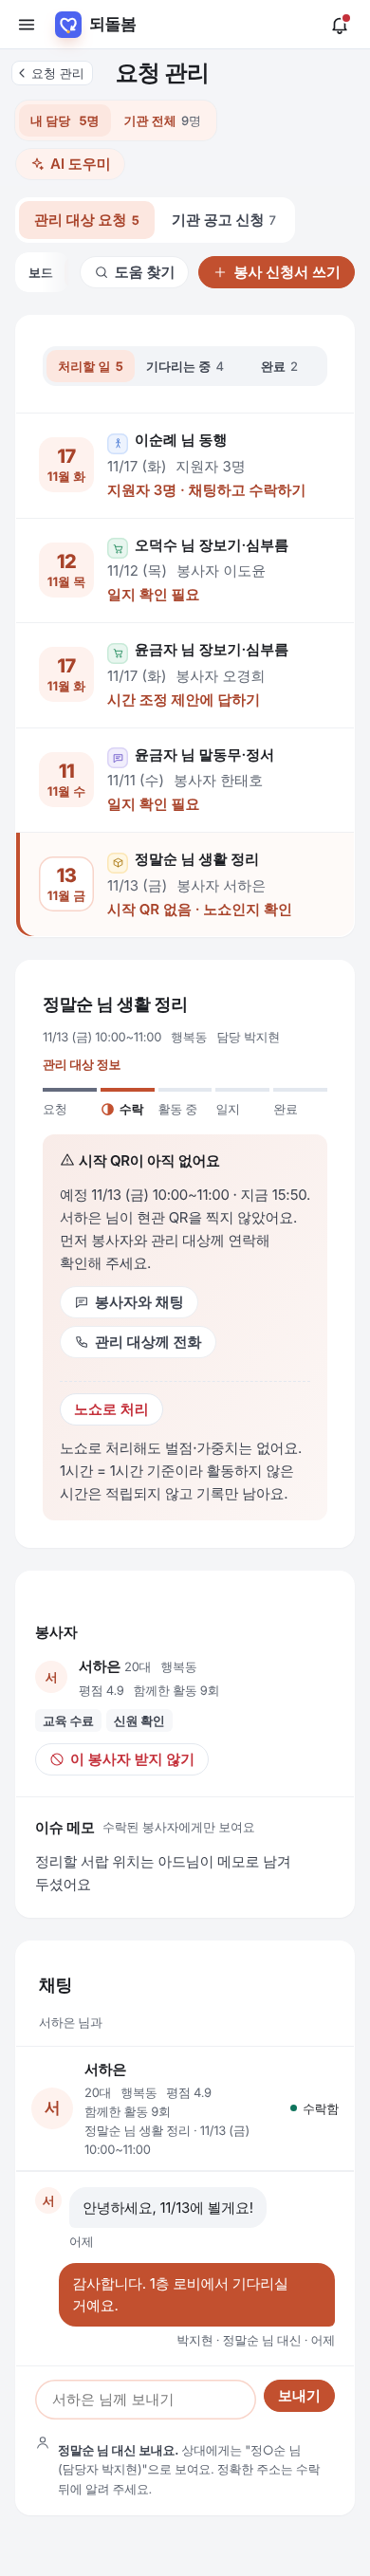 되돌봄
요청 관리
요청 관리
내 담당 5명 기관 전체 9명
AI 도우미
관리 대상 요청 5 기관 공고 신청 7
보드 도움 찾기 봉사 신청서 쓰기
처리할 일 5 기다리는 중 4 완료 2
17
11월 화
이순례 님 동행
11/17 (화) 지원자 3명
지원자 3명 · 채팅하고 수락하기
12
11월 목
오덕수 님 장보기·심부름
11/12 (목) 봉사자 이도윤
일지 확인 필요
17
11월 화
윤금자 님 장보기·심부름
11/17 (화) 봉사자 오경희
시간 조정 제안에 답하기
11
11월 수
윤금자 님 말동무·정서
11/11 (수) 봉사자 한태호
일지 확인 필요
13
11월 금
정말순 님 생활 정리
11/13 (금) 봉사자 서하은
시작 QR 없음 · 노쇼인지 확인
정말순 님 생활 정리
11/13 (금) 10:00~11:00 행복동 담당 박지현
관리 대상 정보
요청 수락 활동 중 일지 완료
시작 QR이 아직 없어요
예정 11/13 (금) 10:00~11:00 · 지금 15:50.
서하은 님이 현관 QR을 찍지 않았어요.
먼저 봉사자와 관리 대상께 연락해
확인해 주세요.
봉사자와 채팅
관리 대상께 전화
노쇼로 처리
노쇼로 처리해도 벌점·가중치는 없어요.
1시간 = 1시간 기준이라 활동하지 않은
시간은 적립되지 않고 기록만 남아요.
봉사자
서
서하은 20대 행복동
평점 4.9 함께한 활동 9회
교육 수료 신원 확인
이 봉사자 받지 않기
이슈 메모 수락된 봉사자에게만 보여요
정리할 서랍 위치는 아드님이 메모로 남겨
두셨어요
채팅
서하은 님과
서
서하은
20대 행복동 평점 4.9
함께한 활동 9회
정말순 님 생활 정리 · 11/13 (금)
10:00~11:00
수락함
서
안녕하세요, 11/13에 뵐게요!
어제
감사합니다. 1층 로비에서 기다리실
거예요.
박지현 · 정말순 님 대신 · 어제
서하은 님께 보내기 보내기
정말순 님 대신 보내요. 상대에게는 "정○순 님
(담당자 박지현)"으로 보여요. 정확한 주소는 수락
뒤에 알려 주세요.